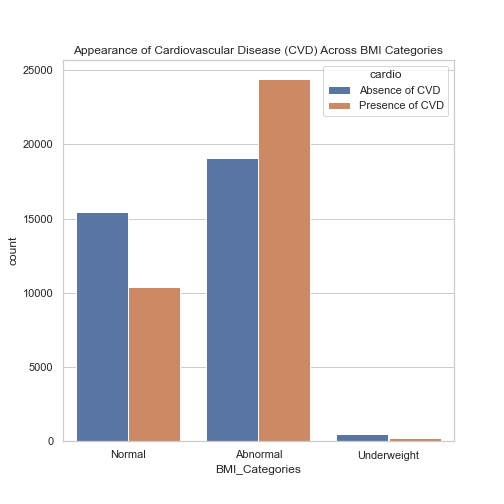 Appearance of Cardiovascular Disease (CVD) Across BMI Categories
cardio
Absence of CVD
Presence of CVD
25000
20000
15000
10000
5000
0
count
Normal
Abnormal
Underweight
BMI_Categories